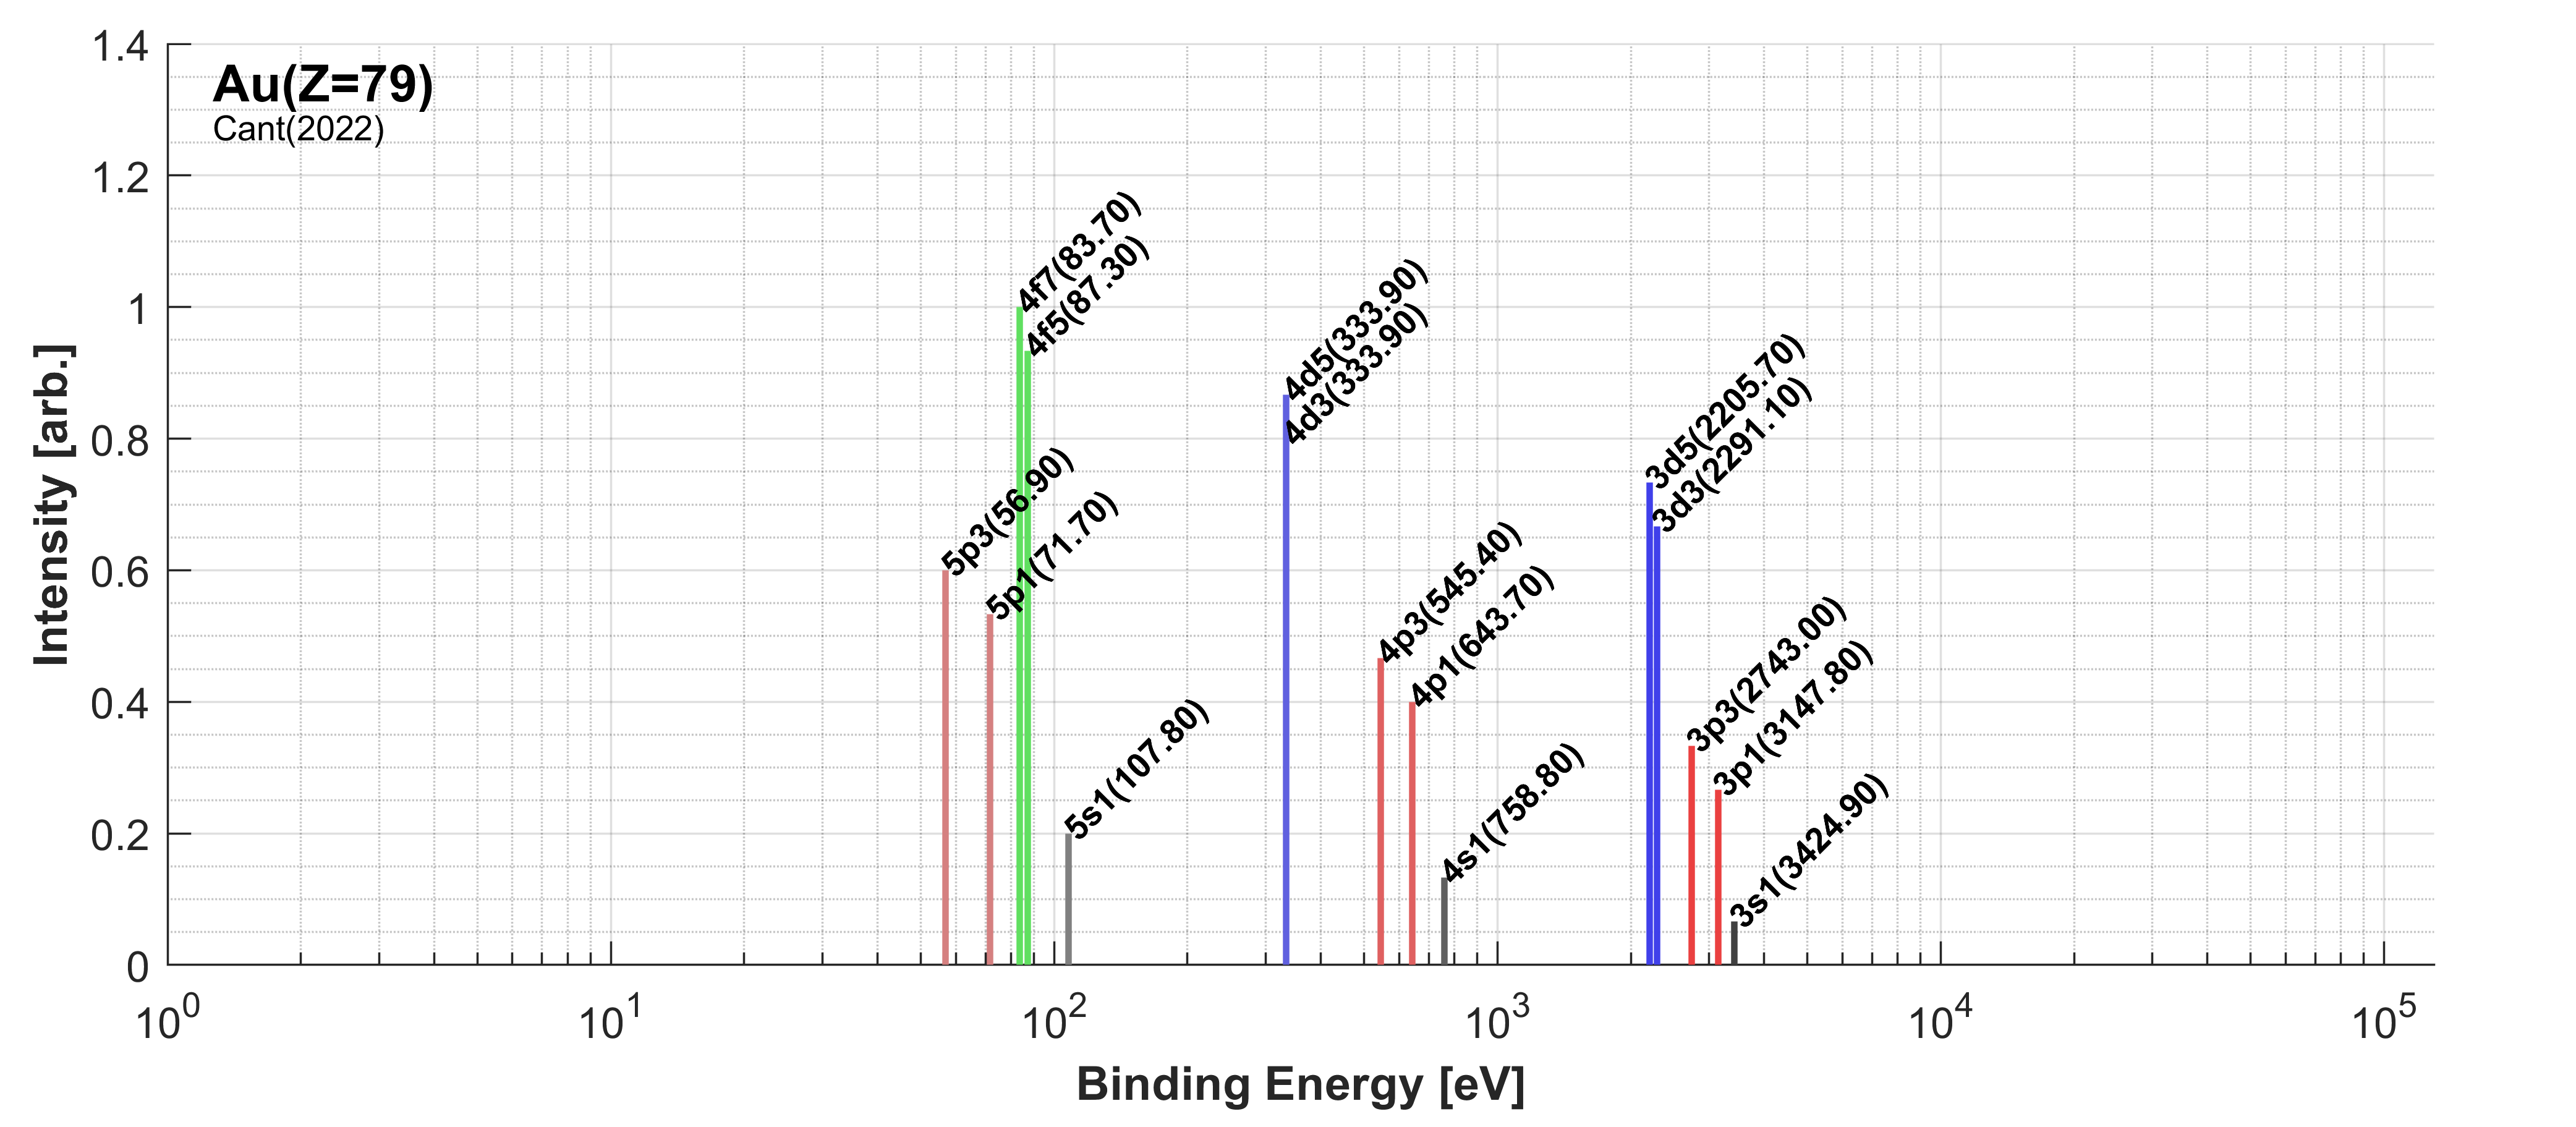 Au(Z=79)
Cant(2022)
Intensity [arb.]
1.4
1.2
1
0.8
0.6
0.4
0.2
0
4f7(83.70)
4f5(87.30)
4d5(333.90)
4d3(333.90)
3d5(2205.70)
3d3(2291.10)
5p3(56.90)
5p1(71.70)
4p3(545.40)
4p1(643.70)
3p3(2743.00)
3p1(3147.80)
5s1(107.80)
4s1(758.80)
3s1(3424.90)
10^0 10^1 10^2 10^3 10^4 10^5
Binding Energy [eV]